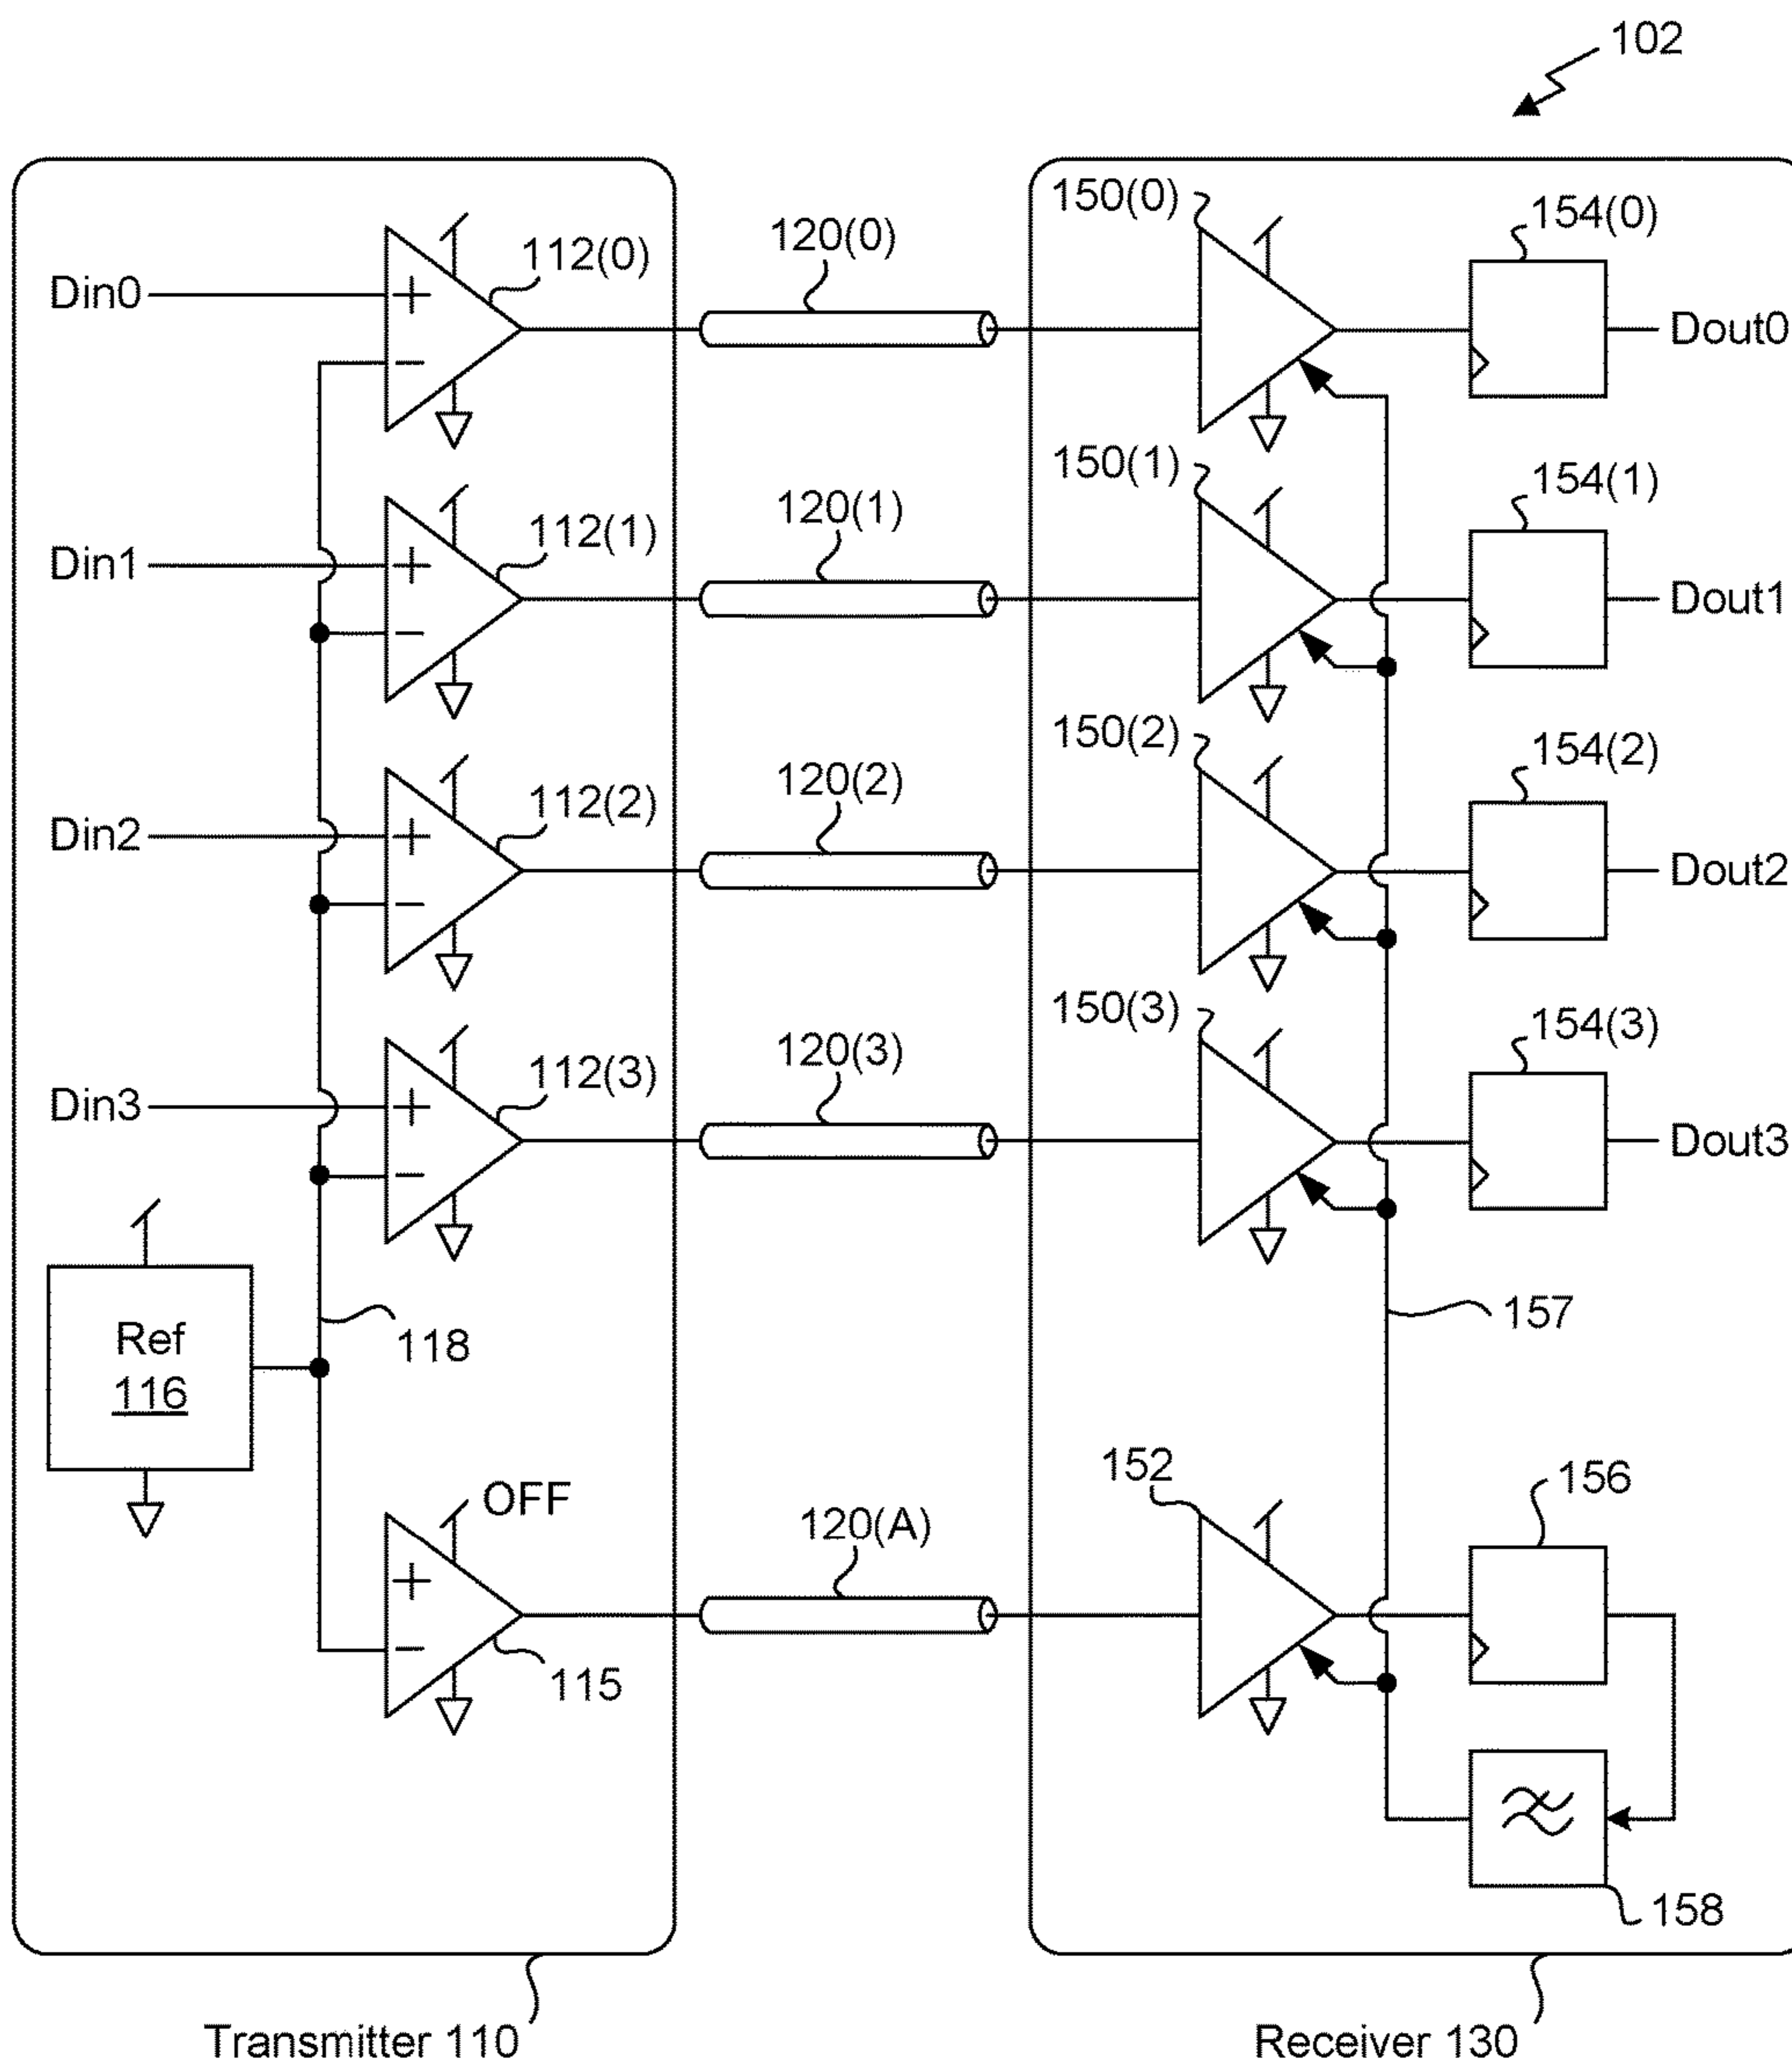 102
150(0)
154(0)
120(0)
112(0)
Din0
+
−
Dout0
150(1)
154(1)
120(1)
112(1)
Din1
+
−
Dout1
150(2)
154(2)
120(2)
112(2)
Din2
+
−
Dout2
150(3)
154(3)
120(3)
112(3)
Din3
+
−
Dout3
Ref
116
118
157
OFF
152
156
120(A)
+
−
115
158
Transmitter 110
Receiver 130